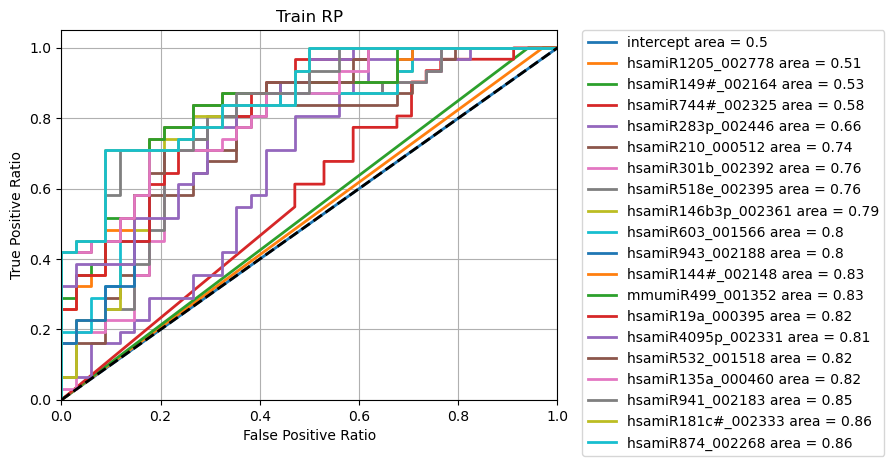 Train RP
True Positive Ratio
1.0
0.8
0.6
0.4
0.2
0.0
0.0 0.2 0.4 0.6 0.8 1.0
False Positive Ratio
intercept area = 0.5
hsamiR1205_002778 area = 0.51
hsamiR149#_002164 area = 0.53
hsamiR744#_002325 area = 0.58
hsamiR283p_002446 area = 0.66
hsamiR210_000512 area = 0.74
hsamiR301b_002392 area = 0.76
hsamiR518e_002395 area = 0.76
hsamiR146b3p_002361 area = 0.79
hsamiR603_001566 area = 0.8
hsamiR943_002188 area = 0.8
hsamiR144#_002148 area = 0.83
mmumiR499_001352 area = 0.83
hsamiR19a_000395 area = 0.82
hsamiR4095p_002331 area = 0.81
hsamiR532_001518 area = 0.82
hsamiR135a_000460 area = 0.82
hsamiR941_002183 area = 0.85
hsamiR181c#_002333 area = 0.86
hsamiR874_002268 area = 0.86